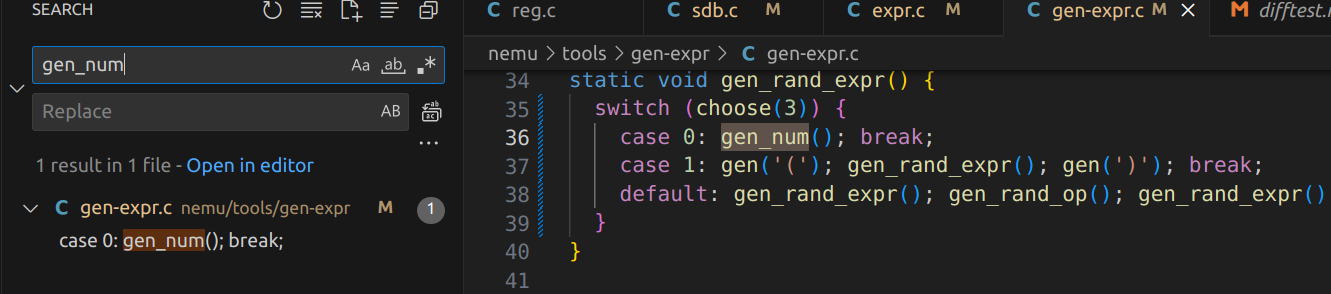 SEARCH
gen_num
Aa ab .*
Replace
AB
ab ac
...
1 result in 1 file - Open in editor
C gen-expr.c nemu/tools/gen-expr M 1
case 0: gen_num(); break;
C reg.c C sdb.c M C expr.c M C gen-expr.c M × M difftest.
nemu > tools > gen-expr > C gen-expr.c
34 static void gen_rand_expr() {
35 switch (choose(3)) {
36 case 0: gen_num(); break;
37 case 1: gen('('); gen_rand_expr(); gen(')'); break;
38 default: gen_rand_expr(); gen_rand_op(); gen_rand_expr()
39 }
40 }
41